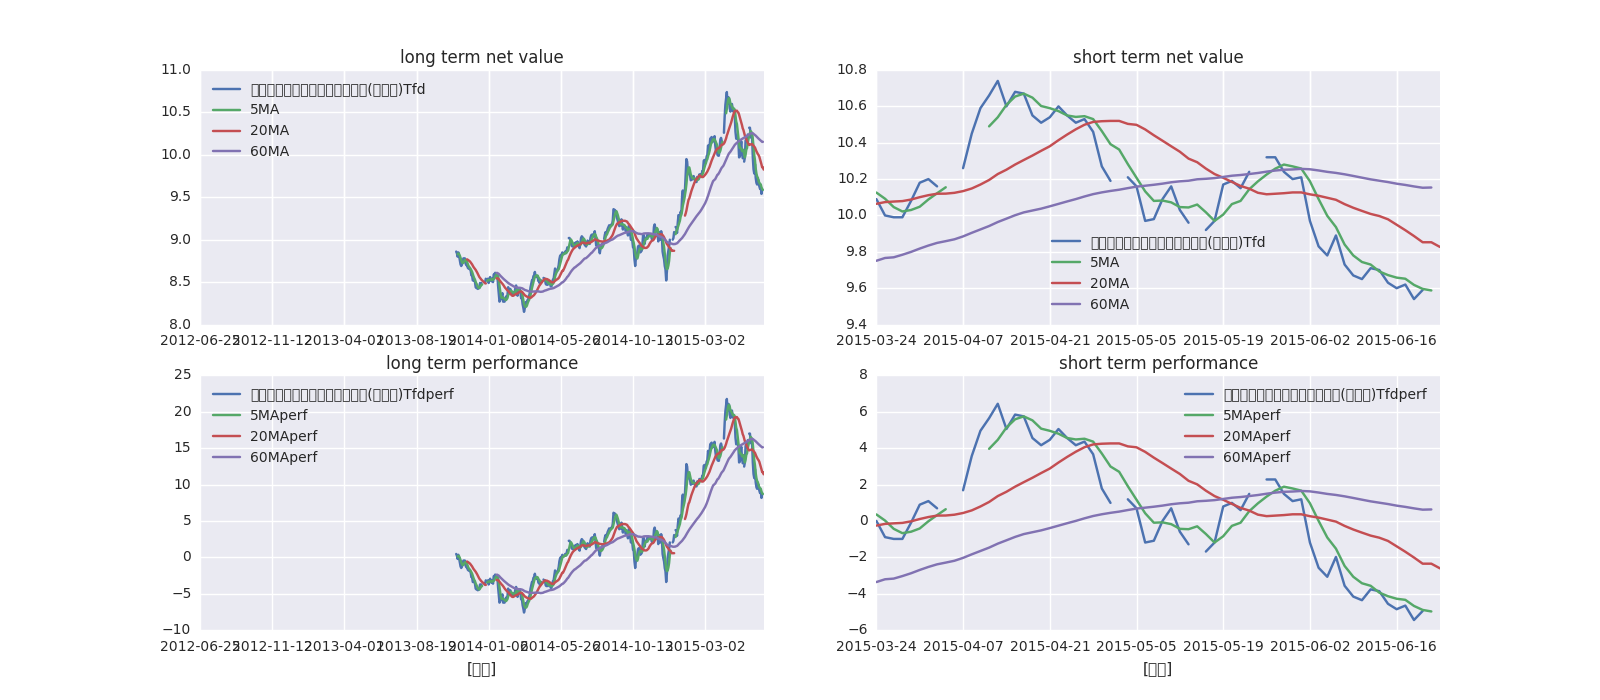 long term net value
11.0
10.5
10.0
9.5
9.0
8.5
8.0
Tfd
5MA
20MA
60MA
2012-06-25 2012-11-12 2013-04-01 2013-08-19 2014-01-06 2014-05-26 2014-10-13 2015-03-02
short term net value
10.8
10.6
10.4
10.2
10.0
9.8
9.6
9.4
Tfd
5MA
20MA
60MA
2015-03-24 2015-04-07 2015-04-21 2015-05-05 2015-05-19 2015-06-02 2015-06-16
long term performance
25
20
15
10
5
0
−5
−10
Tfdperf
5MAperf
20MAperf
60MAperf
2012-06-25 2012-11-12 2013-04-01 2013-08-19 2014-01-06 2014-05-26 2014-10-13 2015-03-02
short term performance
8
6
4
2
0
−2
−4
−6
Tfdperf
5MAperf
20MAperf
60MAperf
2015-03-24 2015-04-07 2015-04-21 2015-05-05 2015-05-19 2015-06-02 2015-06-16